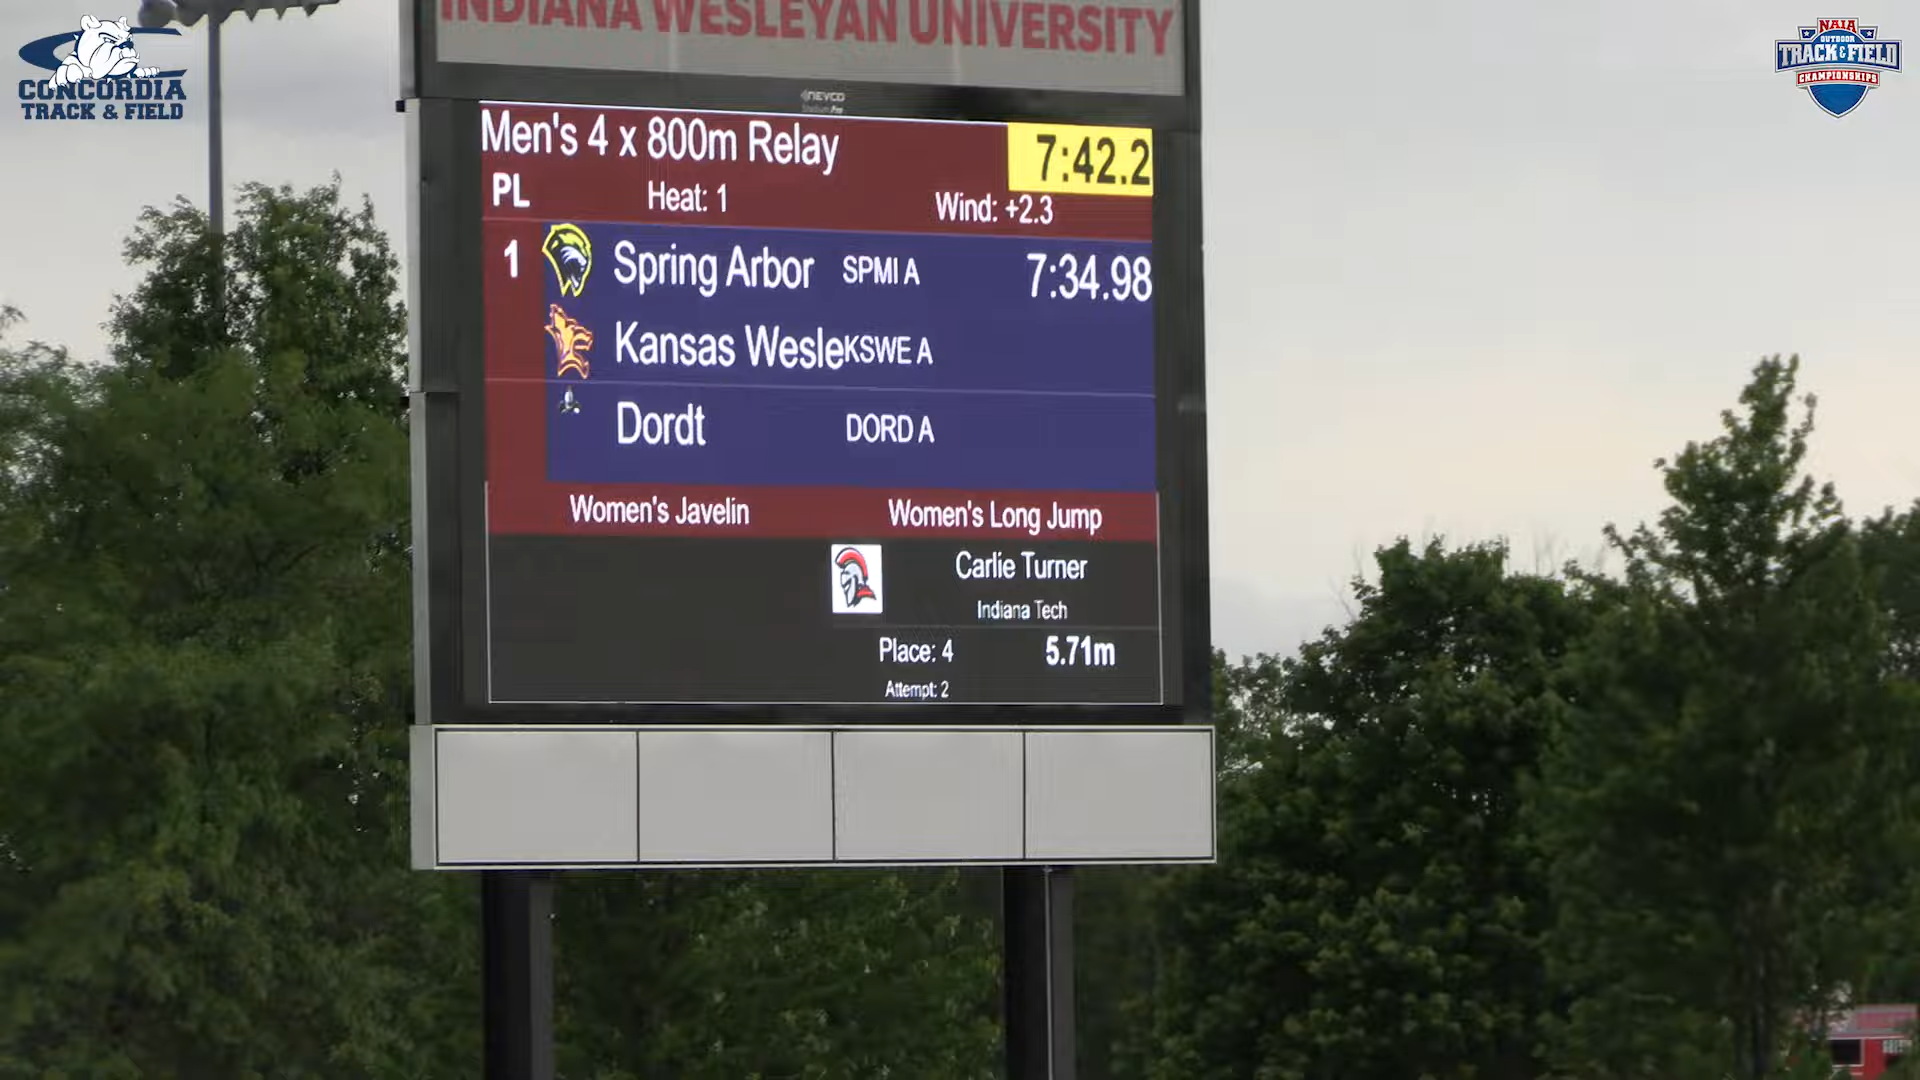 CONCORDIA
TRACK & FIELD
NAIA
OUTDOOR
TRACK & FIELD
CHAMPIONSHIPS
INDIANA WESLEYAN UNIVERSITY
NEVCO
Men's 4 x 800m Relay 7:42.2
PL Heat: 1 Wind: +2.3
1 Spring Arbor SPMI A 7:34.98
Kansas Wesle KSWE A
Dordt DORD A
Women's Javelin Women's Long Jump
Carlie Turner
Indiana Tech
Place: 4 5.71m
Attempt: 2